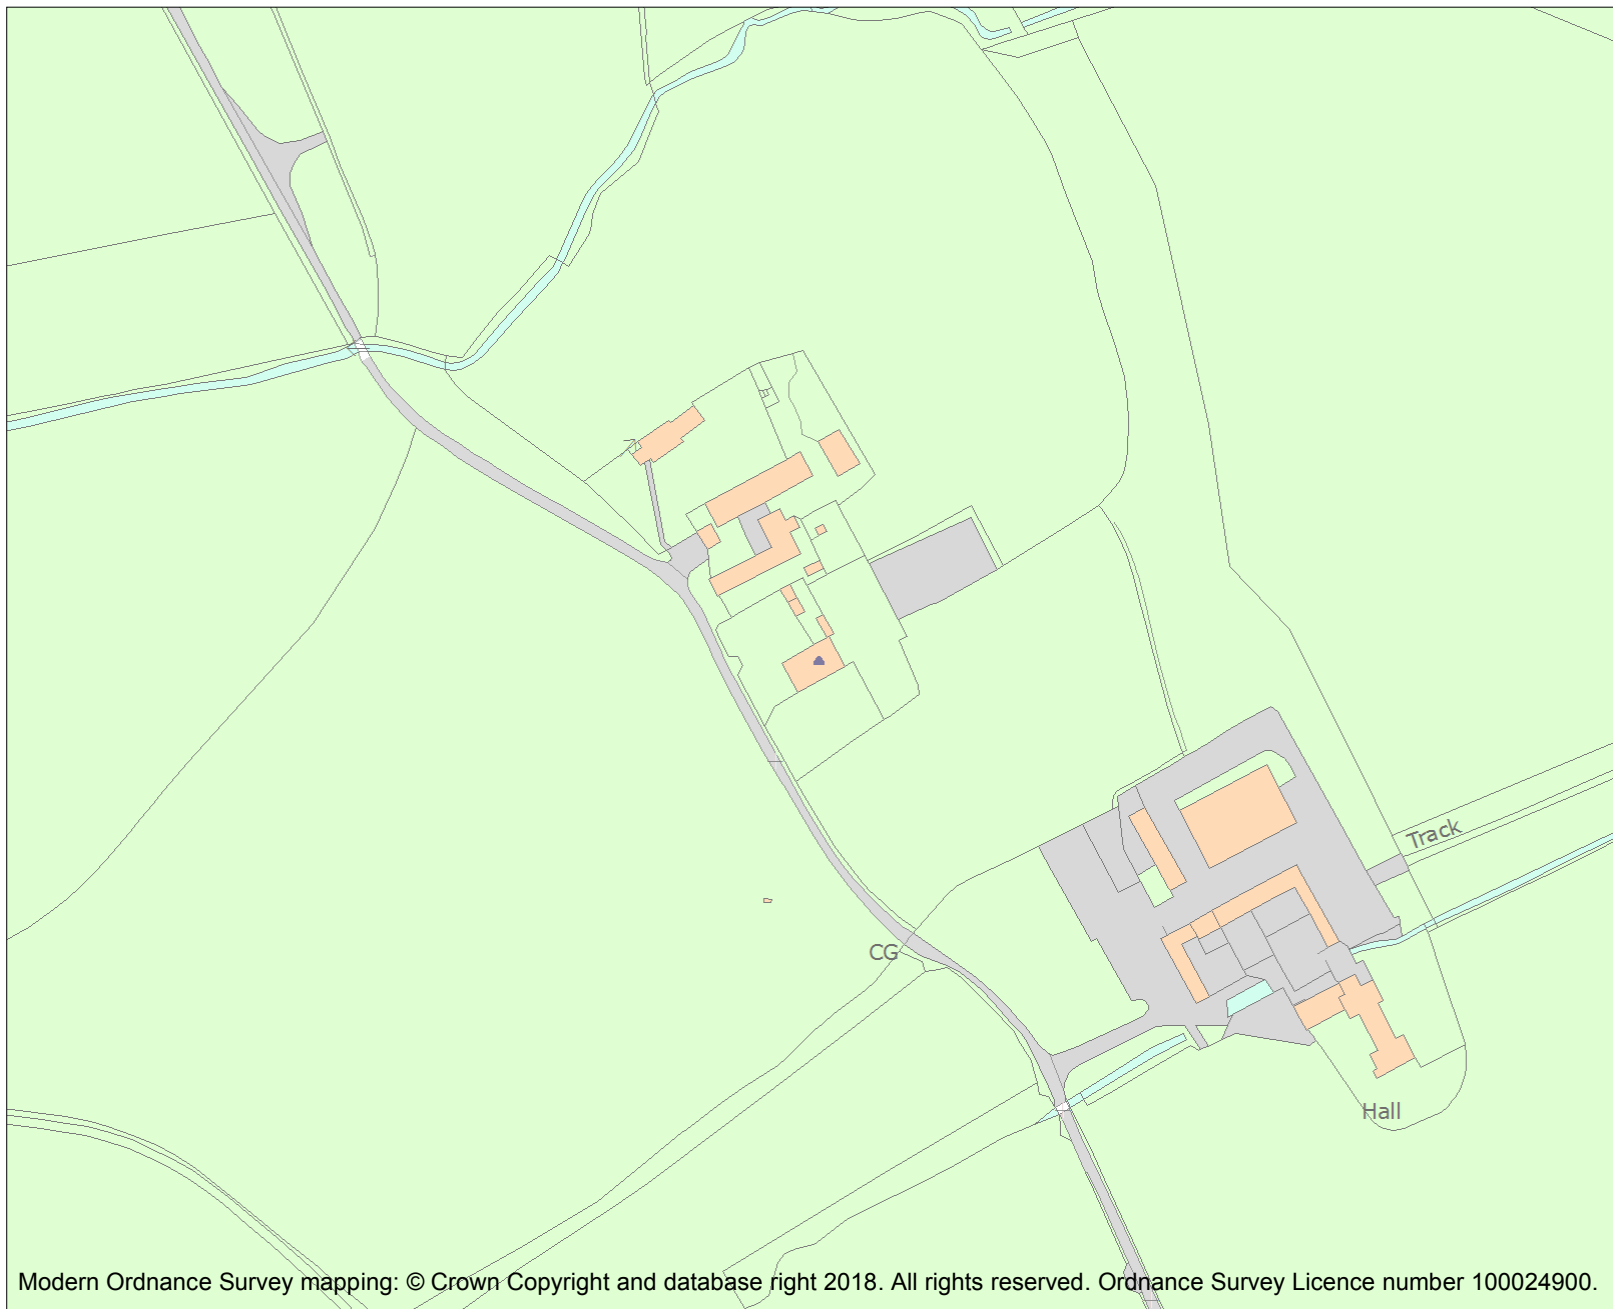 Track
CG
Hall
Modern Ordnance Survey mapping: © Crown Copyright and database right 2018. All rights reserved. Ordnance Survey Licence number 100024900.